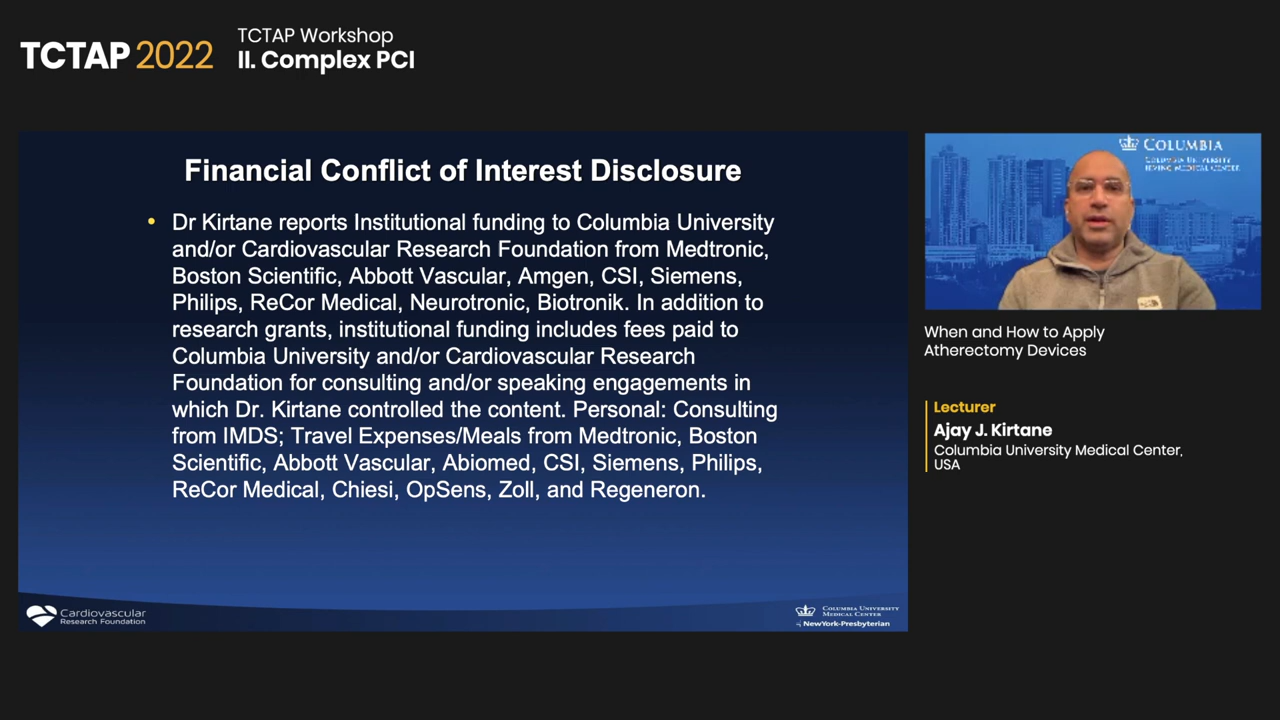 TCTAP 2022
TCTAP Workshop
II. Complex PCI
Financial Conflict of Interest Disclosure
• Dr Kirtane reports Institutional funding to Columbia University
and/or Cardiovascular Research Foundation from Medtronic,
Boston Scientific, Abbott Vascular, Amgen, CSI, Siemens,
Philips, ReCor Medical, Neurotronic, Biotronik. In addition to
research grants, institutional funding includes fees paid to
Columbia University and/or Cardiovascular Research
Foundation for consulting and/or speaking engagements in
which Dr. Kirtane controlled the content. Personal: Consulting
from IMDS; Travel Expenses/Meals from Medtronic, Boston
Scientific, Abbott Vascular, Abiomed, CSI, Siemens, Philips,
ReCor Medical, Chiesi, OpSens, Zoll, and Regeneron.
Cardiovascular
Research Foundation
COLUMBIA UNIVERSITY
MEDICAL CENTER
NewYork-Presbyterian
COLUMBIA
COLUMBIA UNIVERSITY
IRVING MEDICAL CENTER
When and How to Apply
Atherectomy Devices
Lecturer
Ajay J. Kirtane
Columbia University Medical Center,
USA